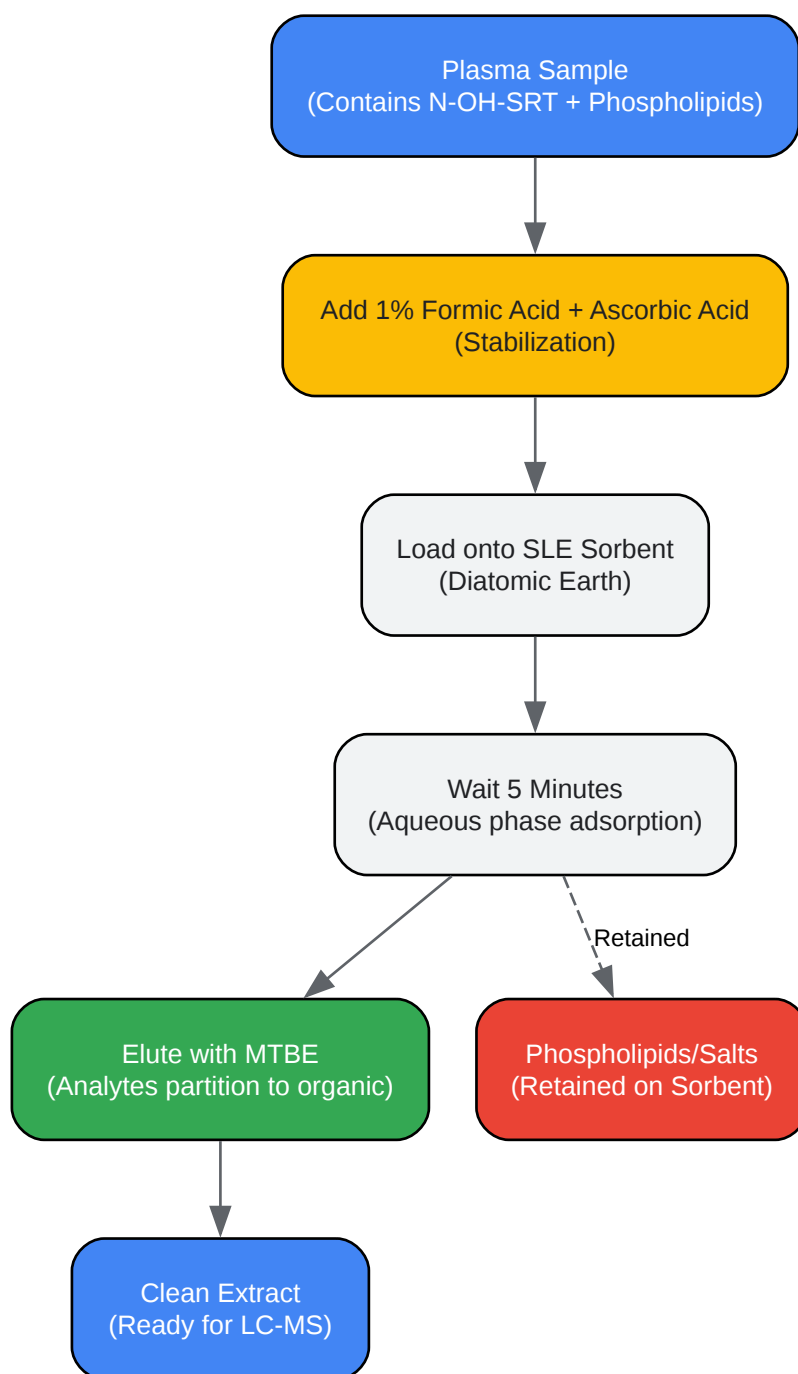 Plasma Sample
(Contains N-OH-SRT + Phospholipids)
Add 1% Formic Acid + Ascorbic Acid
(Stabilization)
Load onto SLE Sorbent
(Diatomic Earth)
Wait 5 Minutes
(Aqueous phase adsorption)
Retained
Elute with MTBE
(Analytes partition to organic)
Phospholipids/Salts
(Retained on Sorbent)
Clean Extract
(Ready for LC-MS)